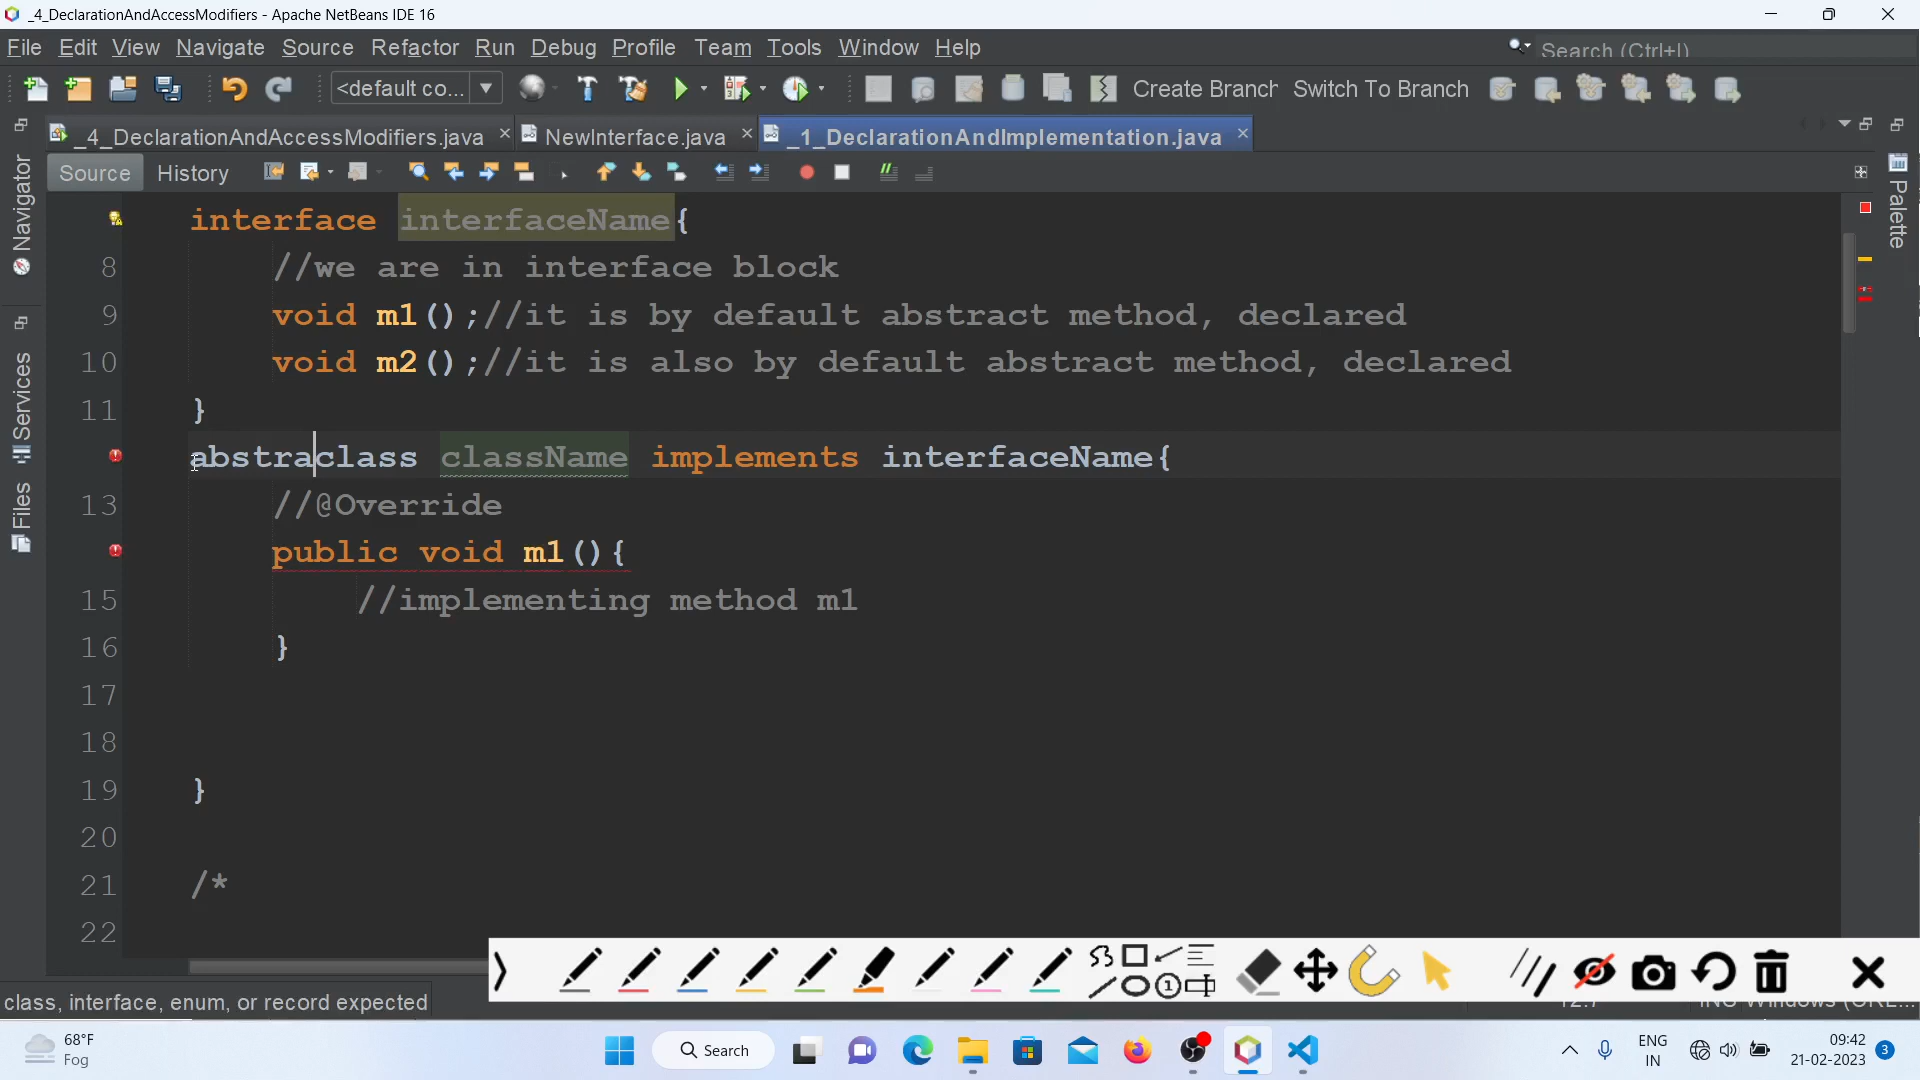 _4_DeclarationAndAccessModifiers - Apache NetBeans IDE 16
File Edit View Navigate Source Refactor Run Debug Profile Team Tools Window Help
Search (Ctrl+I)
<default co... Create Branch Switch To Branch
_4_DeclarationAndAccessModifiers.java NewInterface.java _1_DeclarationAndImplementation.java
Source History
Navigator
Services
Files
Palette
interface interfaceName{
8 //we are in interface block
9 void m1();//it is by default abstract method, declared
10 void m2();//it is also by default abstract method, declared
11 }
abstraclass className implements interfaceName{
13 //@Override
public void m1(){
15 //implementing method m1
16 }
17
18
19 }
20
21 /*
22
class, interface, enum, or record expected
68°F
Fog
Search
ENG
IN
09:42
21-02-2023
3